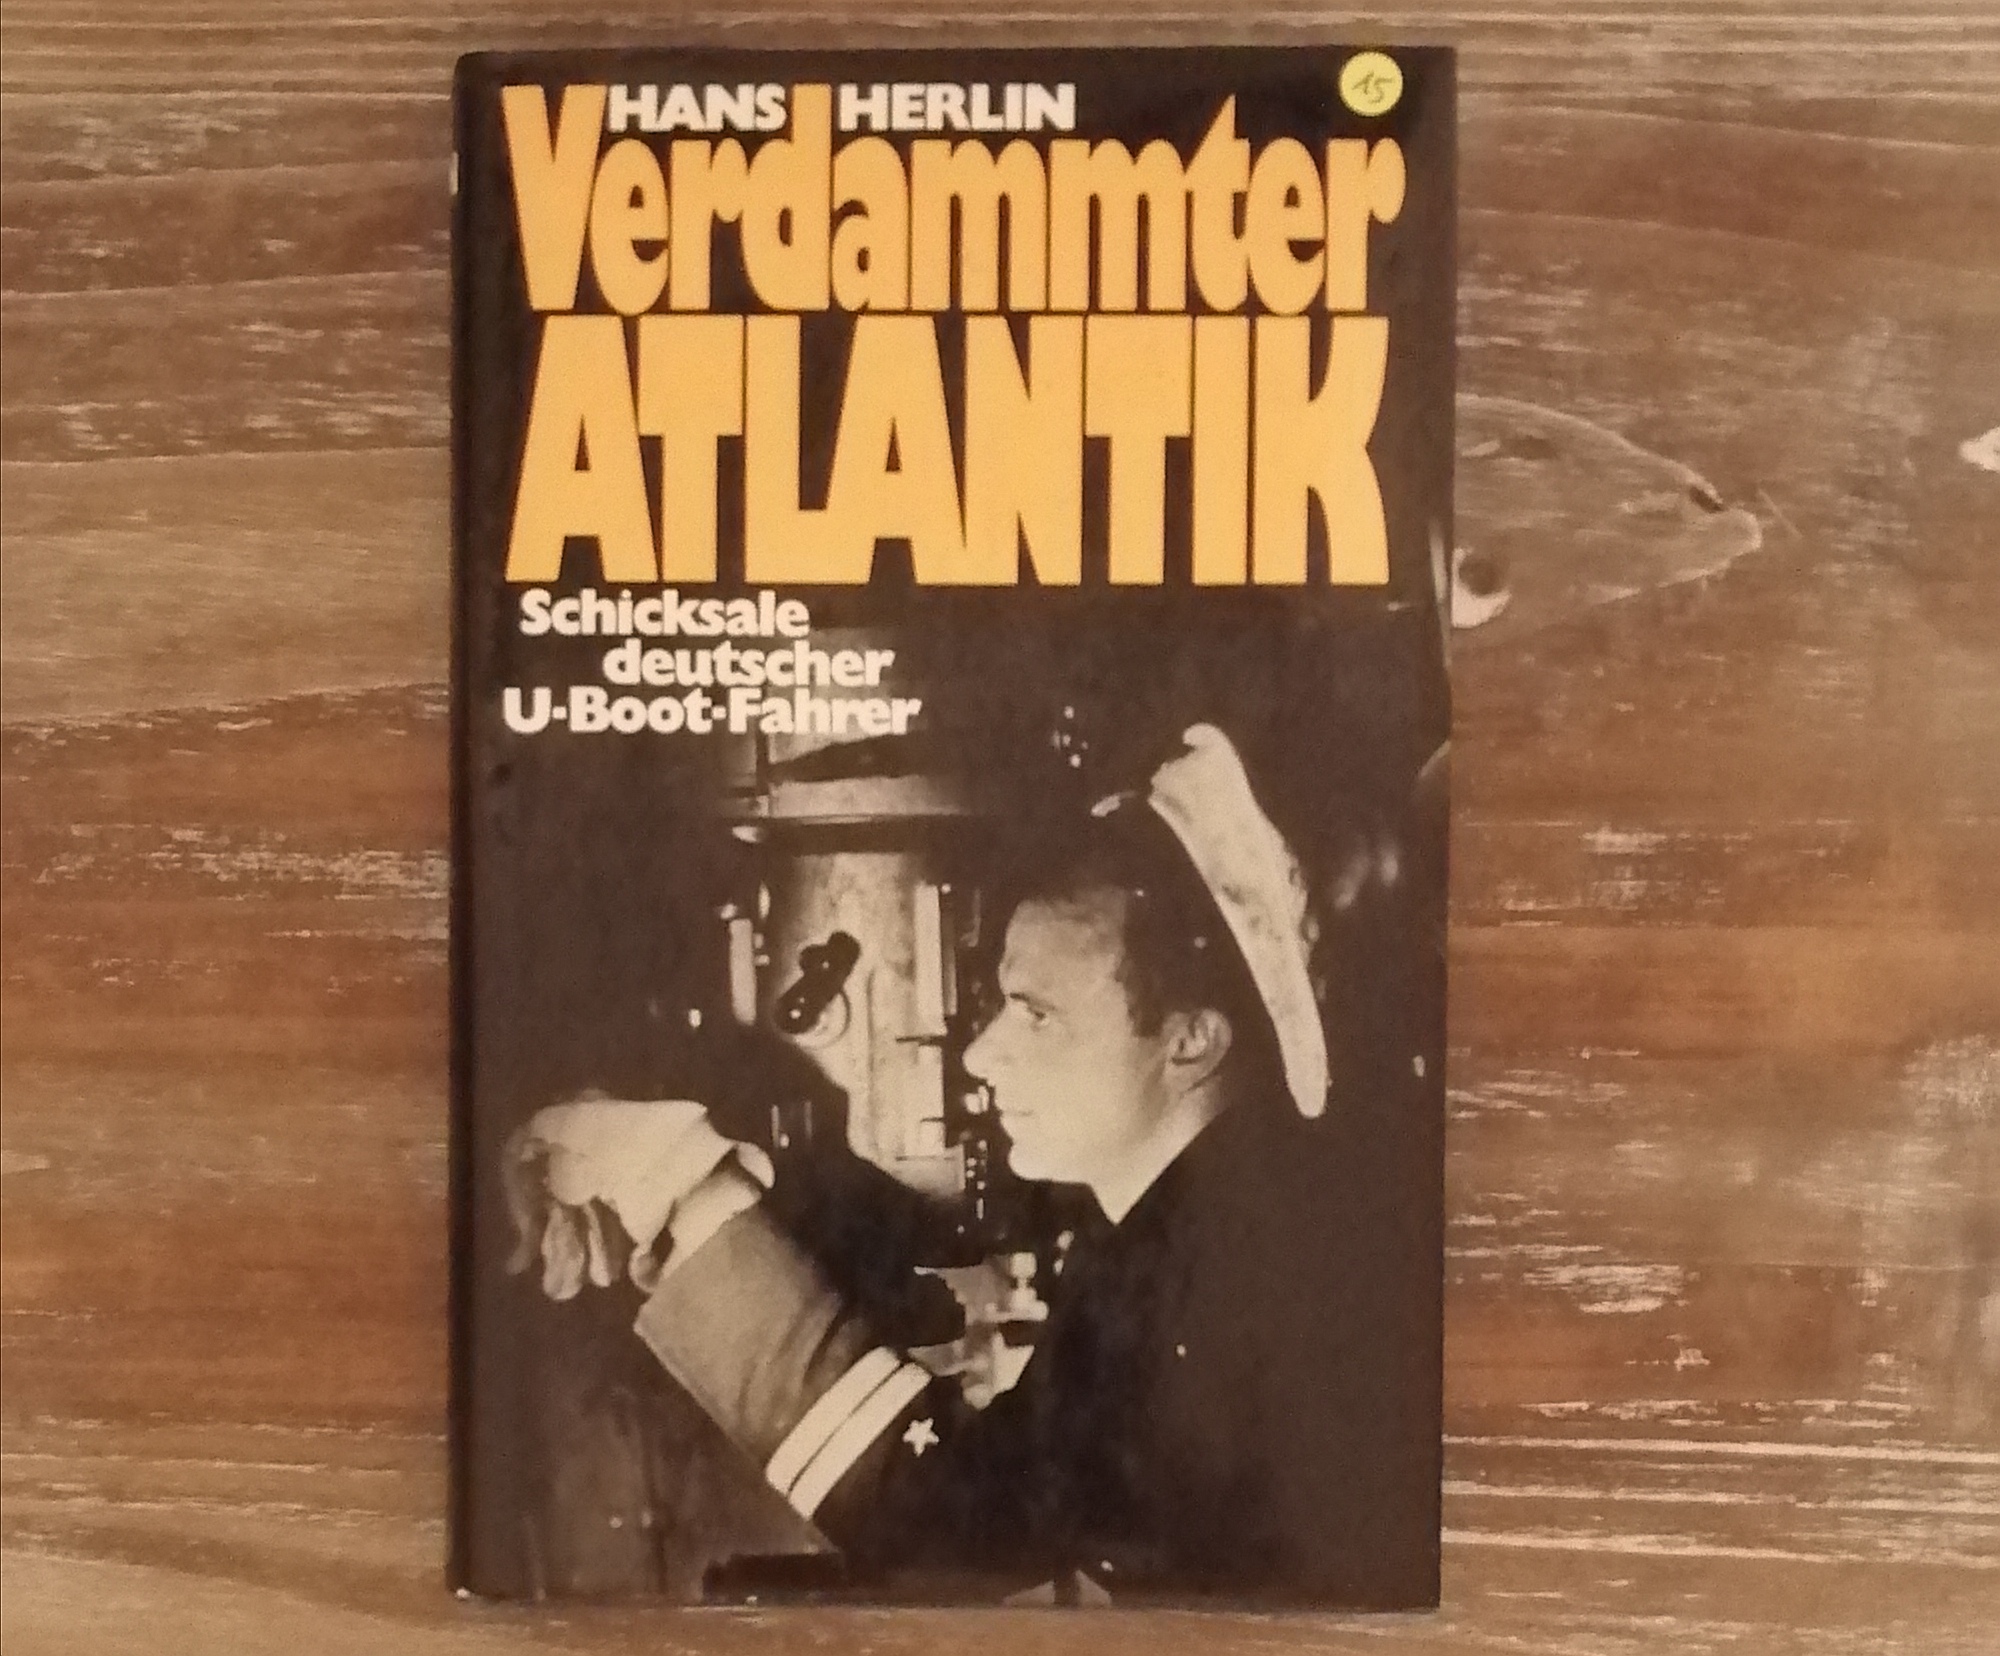 HANS HERLIN
15
Verdammter
ATLANTIK
Schicksale
deutscher
U-Boot-Fahrer